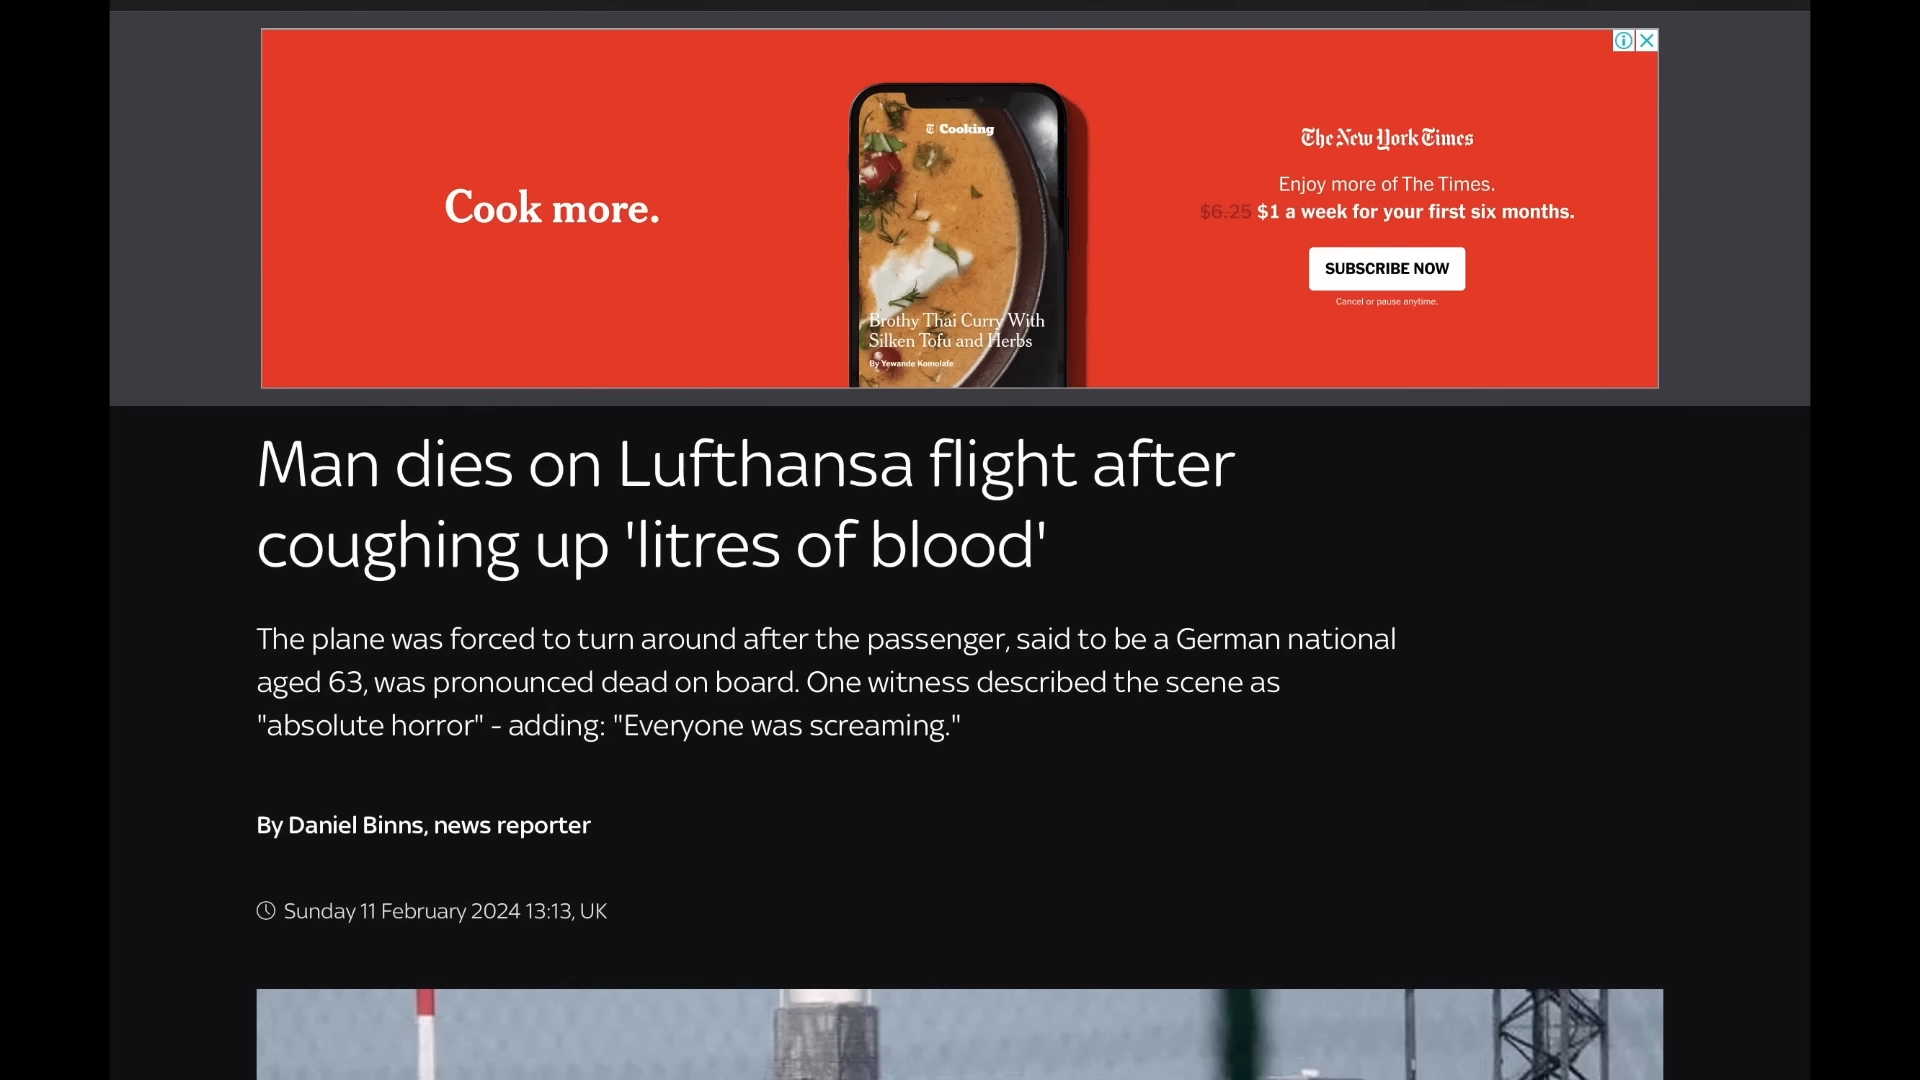 Cook more.
T Cooking
Brothy Thai Curry With
Silken Tofu and Herbs
By Yewande Komolafe
The New York Times
Enjoy more of The Times.
$6.25 $1 a week for your first six months.
SUBSCRIBE NOW
Cancel or pause anytime.
Man dies on Lufthansa flight after
coughing up 'litres of blood'
The plane was forced to turn around after the passenger, said to be a German national
aged 63, was pronounced dead on board. One witness described the scene as
"absolute horror" - adding: "Everyone was screaming."
By Daniel Binns, news reporter
Sunday 11 February 2024 13:13, UK